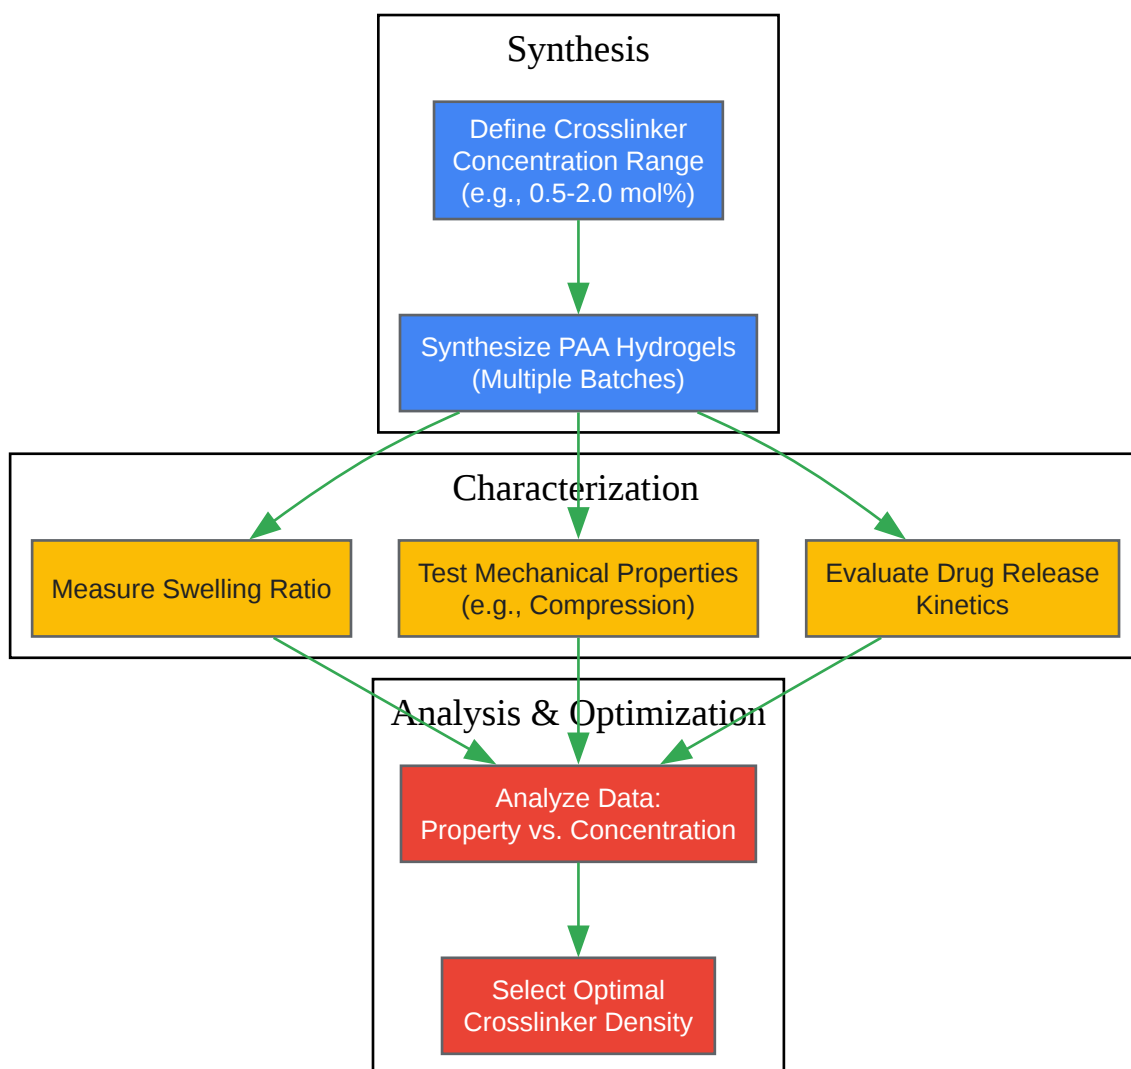 Synthesis
Define Crosslinker
Concentration Range
(e.g., 0.5-2.0 mol%)
Synthesize PAA Hydrogels
(Multiple Batches)
Characterization
Measure Swelling Ratio
Test Mechanical Properties
(e.g., Compression)
Evaluate Drug Release
Kinetics
Analysis & Optimization
Analyze Data:
Property vs. Concentration
Select Optimal
Crosslinker Density